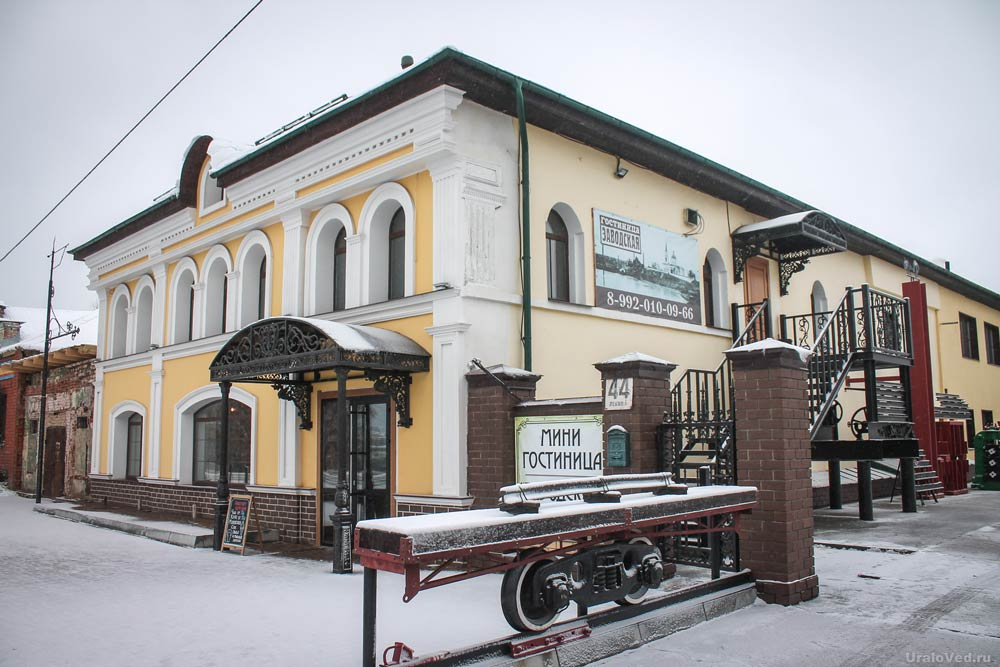 ГОСТИНИЦА
ЗАВОДСКАЯ
8-992-010-09-66
44
МИНИ
ГОСТИНИЦА
UraloVed.ru